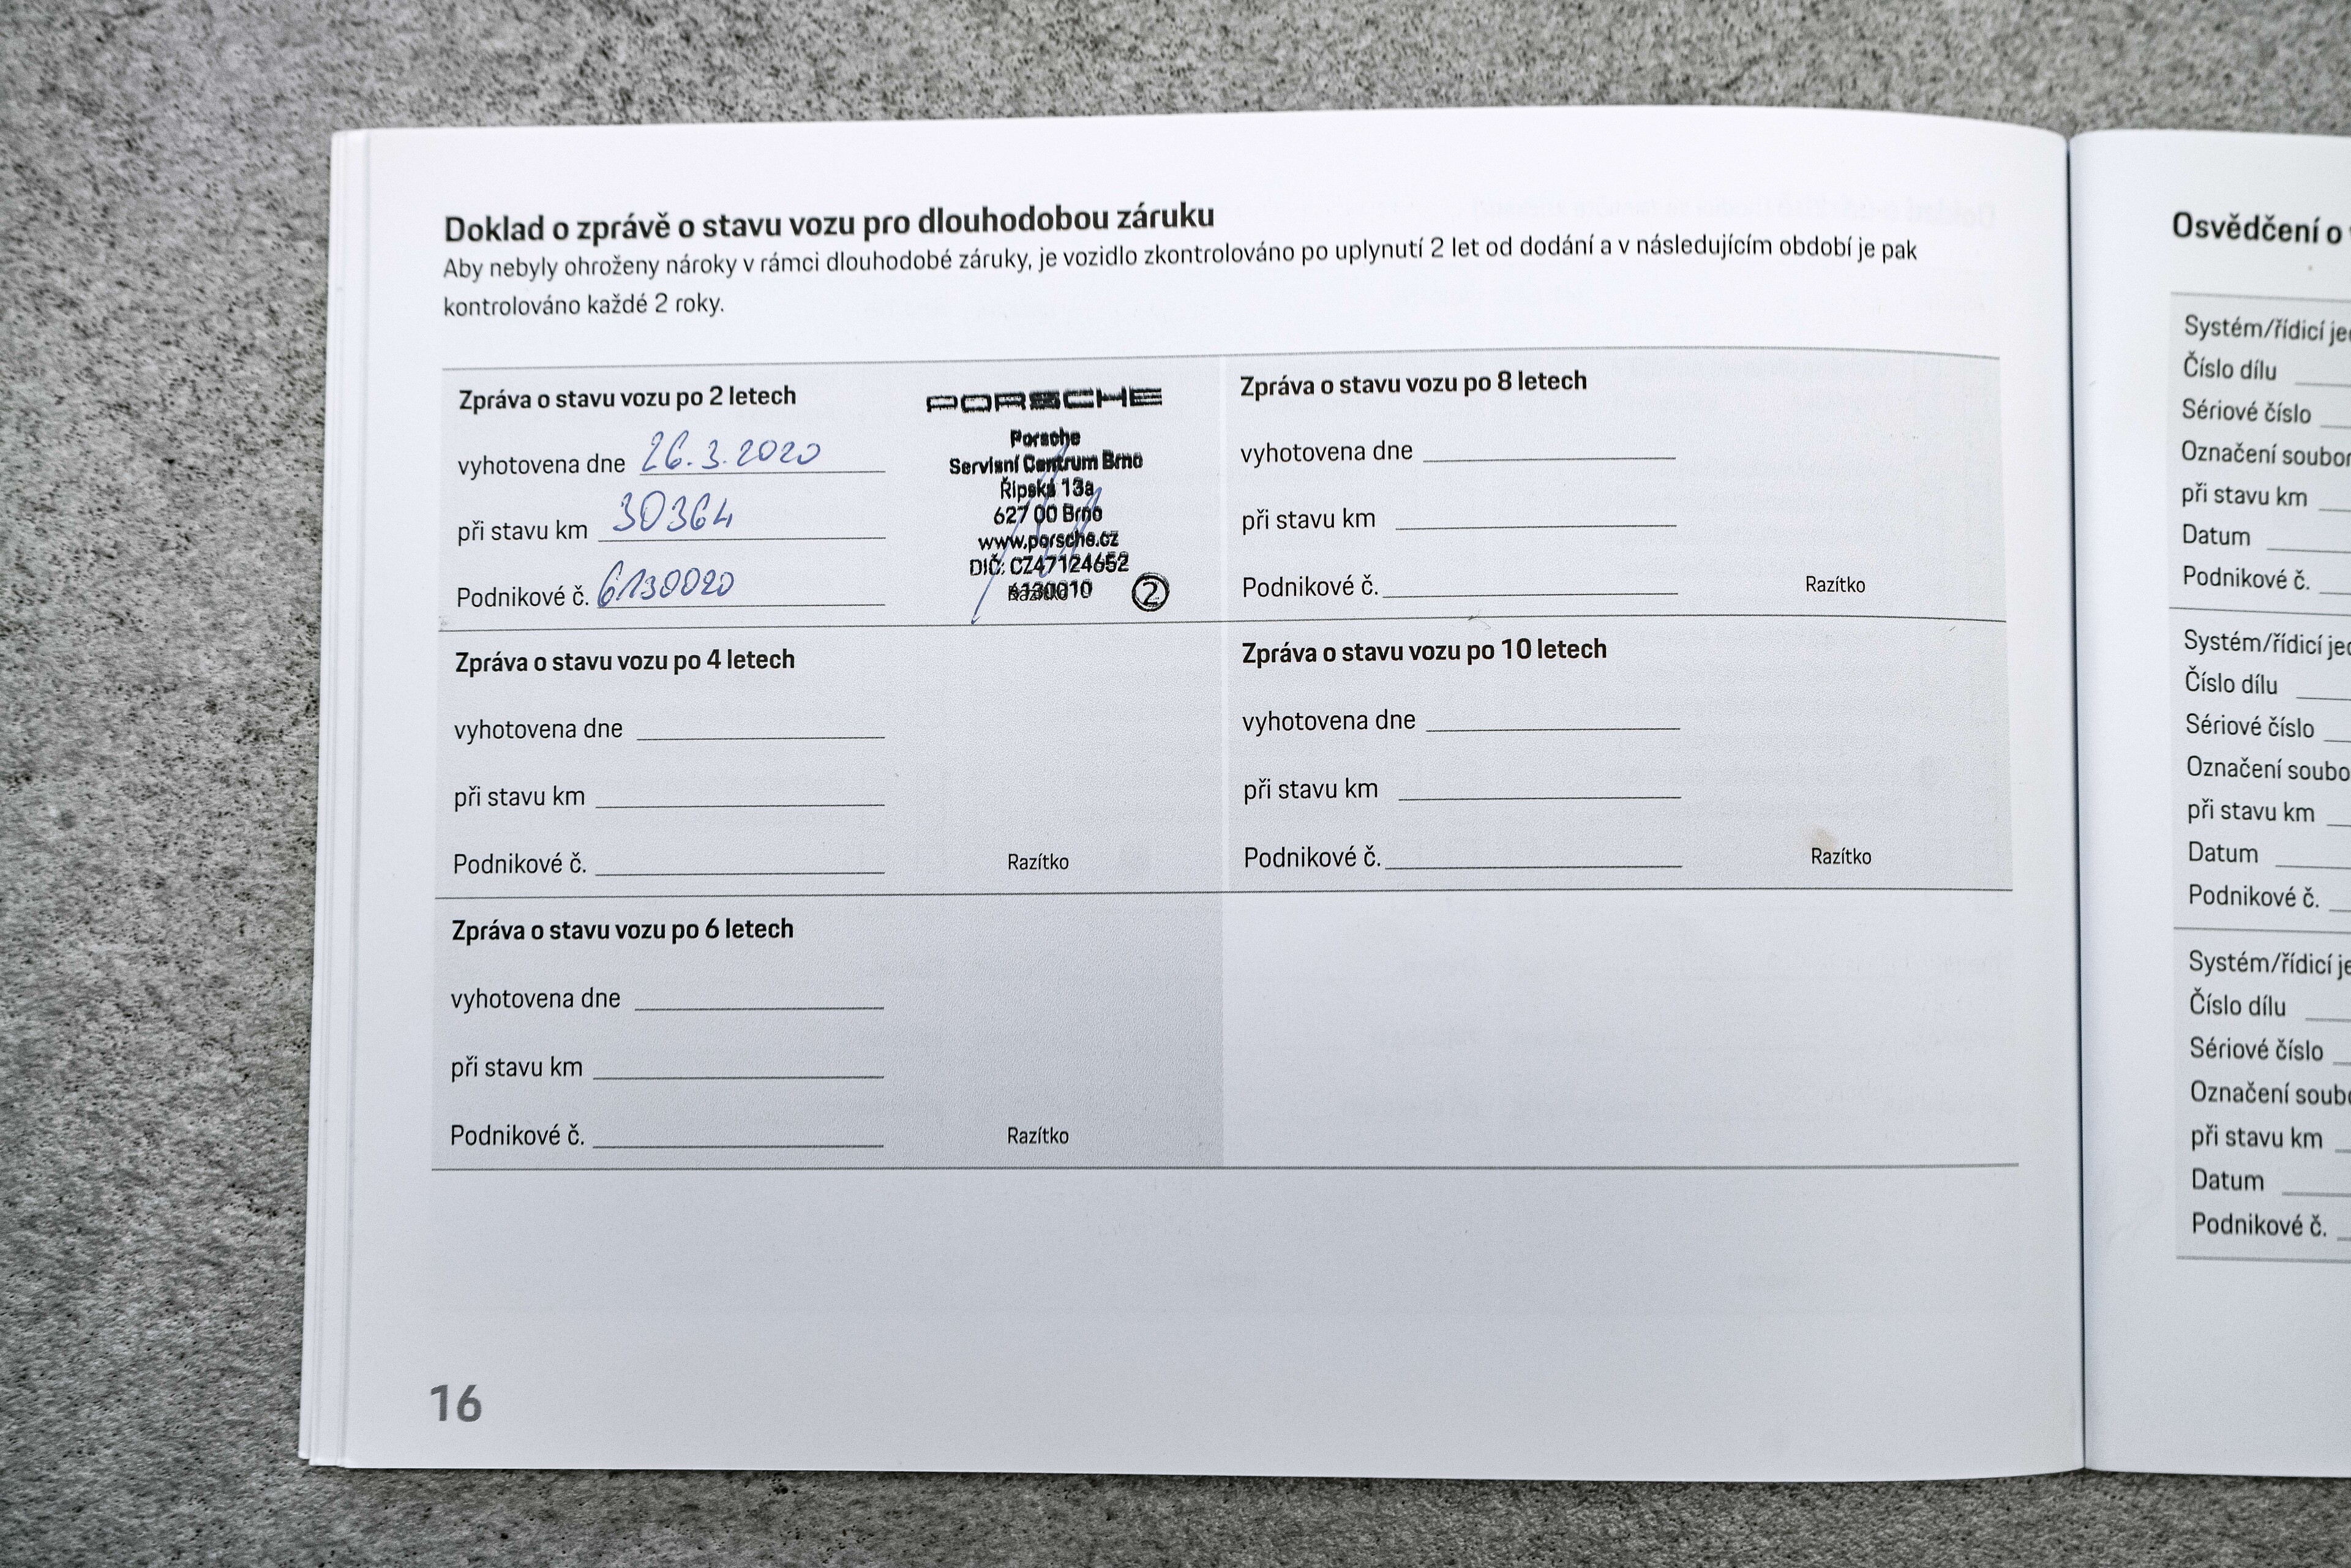 Doklad o zprávě o stavu vozu pro dlouhodobou záruku
Aby nebyly ohroženy nároky v rámci dlouhodobé záruky, je vozidlo zkontrolováno po uplynutí 2 let od dodání a v následujícím období je pak
kontrolováno každé 2 roky.
Zpráva o stavu vozu po 2 letech
vyhotovena dne 26.3.2020
při stavu km 30364
Podnikové č. 6130020
PORSCHE
Porsche
Servisní Centrum Brno
Řípská 13a
627 00 Brno
www.porsche.cz
DIČ: CZ47124652
6130010
Razítko
2
Zpráva o stavu vozu po 4 letech
vyhotovena dne
při stavu km
Podnikové č.
Razítko
Zpráva o stavu vozu po 6 letech
vyhotovena dne
při stavu km
Podnikové č.
Razítko
Zpráva o stavu vozu po 8 letech
vyhotovena dne
při stavu km
Podnikové č.
Razítko
Zpráva o stavu vozu po 10 letech
vyhotovena dne
při stavu km
Podnikové č.
Razítko
16
Osvědčení o
Systém/řídicí
Číslo dílu
Sériové číslo
Označení
při stavu km
Datum
Podnikové č.
Systém/řídicí
Číslo dílu
Sériové číslo
Označení
při stavu km
Datum
Podnikové č.
Systém/řídicí
Číslo dílu
Sériové číslo
Označení
při stavu km
Datum
Podnikové č.